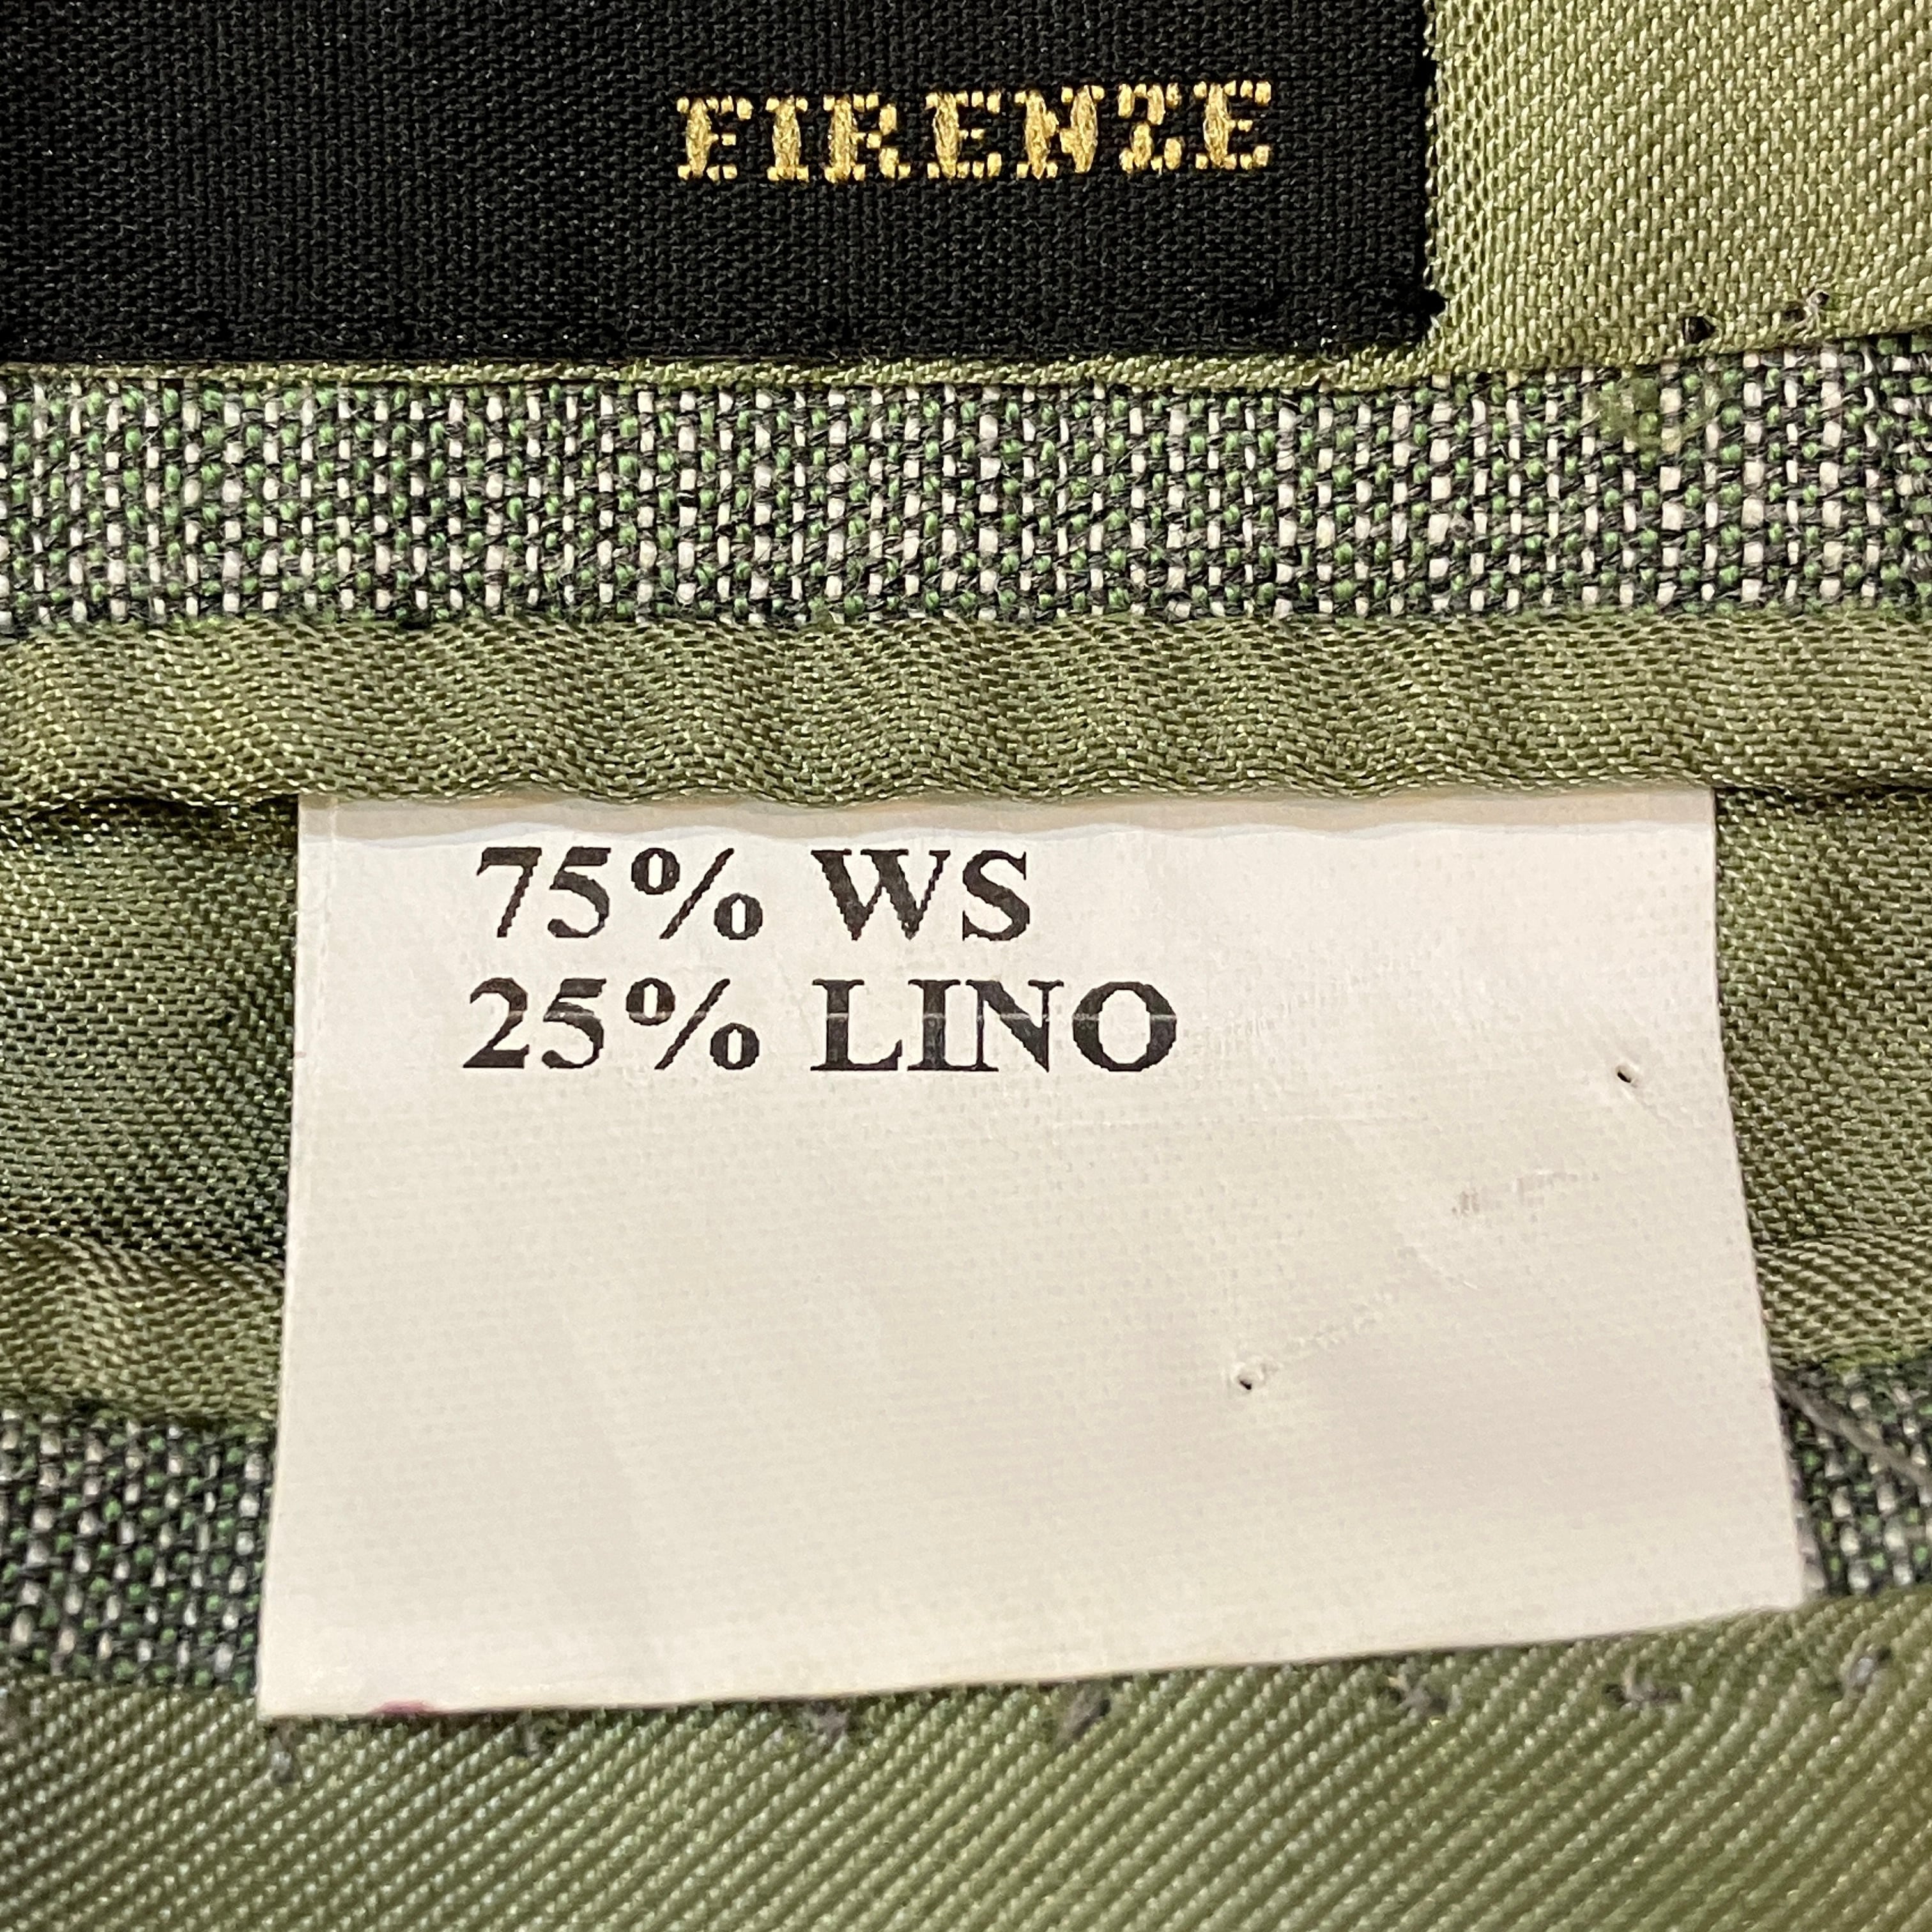 FIRENZE
75% WS
25% LINO